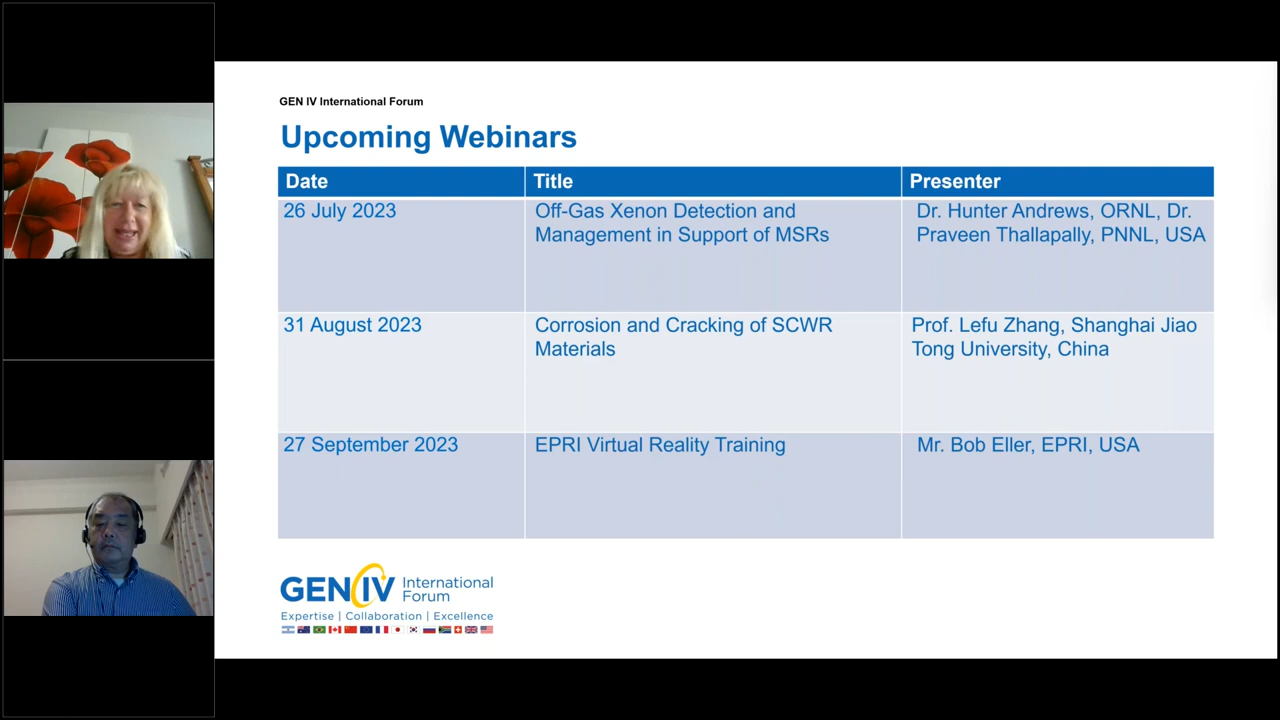 GEN IV International Forum
Upcoming Webinars
Date Title Presenter
26 July 2023
Off-Gas Xenon Detection and
Management in Support of MSRs
Dr. Hunter Andrews, ORNL, Dr.
Praveen Thallapally, PNNL, USA
31 August 2023
Corrosion and Cracking of SCWR
Materials
Prof. Lefu Zhang, Shanghai Jiao
Tong University, China
27 September 2023
EPRI Virtual Reality Training
Mr. Bob Eller, EPRI, USA
GEN IV International
Forum
Expertise | Collaboration | Excellence